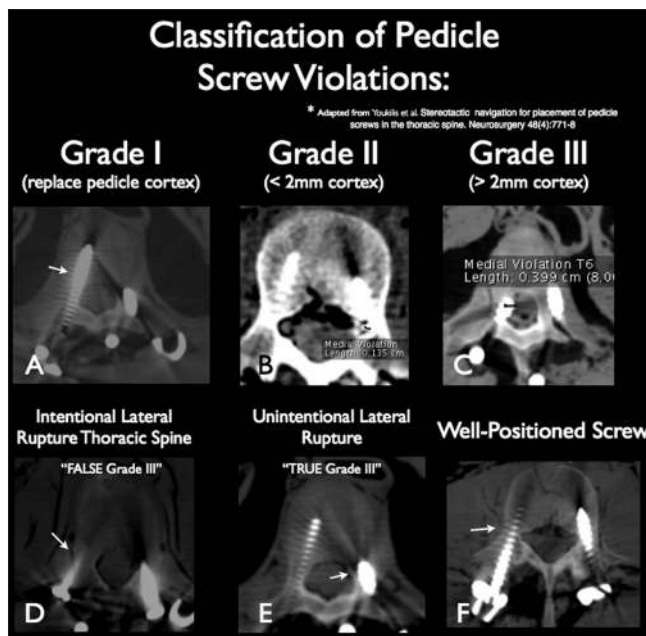 Classification of Pedicle
Screw Violations:
* Adapted from Youkilis et al. Stereotactic navigation for placement of pedicle
screws in the thoracic spine. Neurosurgery 48(4):771-8
Grade I
(replace pedicle cortex)
Grade II
(< 2mm cortex)
Grade III
(> 2mm cortex)
A
Medial Violation
Length: 0.135 cm
B
Medial Violation T6
Length: 0.399 cm (8,0
C
Intentional Lateral
Rupture Thoracic Spine
"FALSE Grade III"
D
Unintentional Lateral
Rupture
"TRUE Grade III"
E
Well-Positioned Screw
F